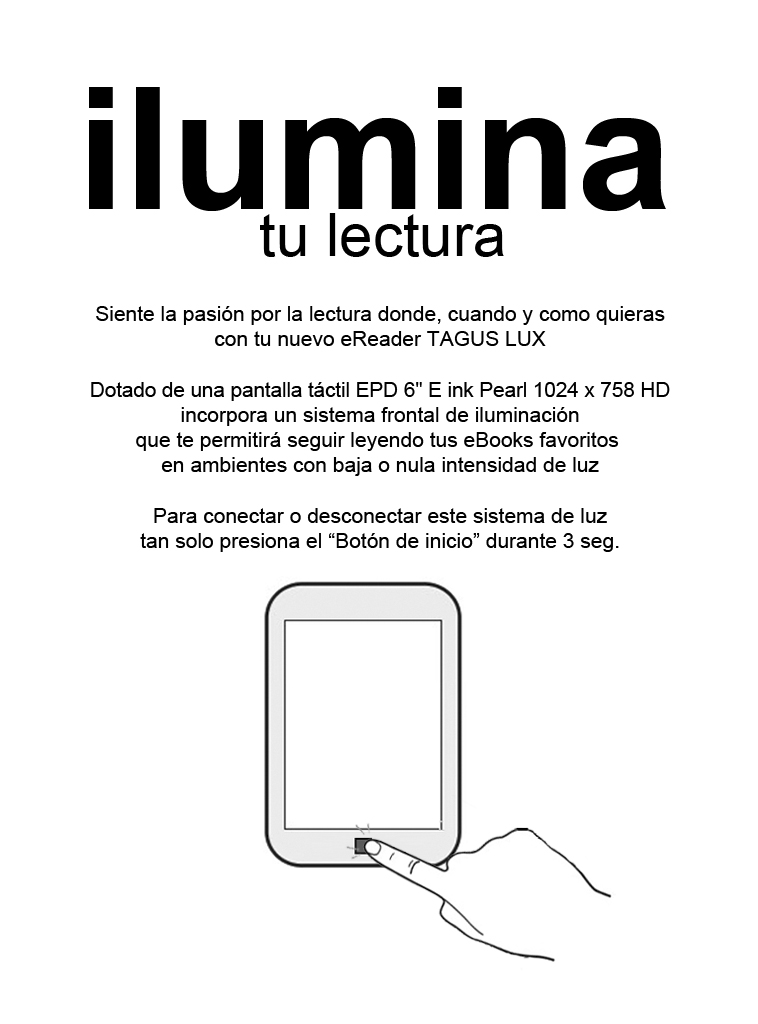 ilumina
tu lectura
Siente la pasión por la lectura donde, cuando y como quieras
con tu nuevo eReader TAGUS LUX
Dotado de una pantalla táctil EPD 6" E ink Pearl 1024 x 758 HD
incorpora un sistema frontal de iluminación
que te permitirá seguir leyendo tus eBooks favoritos
en ambientes con baja o nula intensidad de luz
Para conectar o desconectar este sistema de luz
tan solo presiona el “Botón de inicio” durante 3 seg.